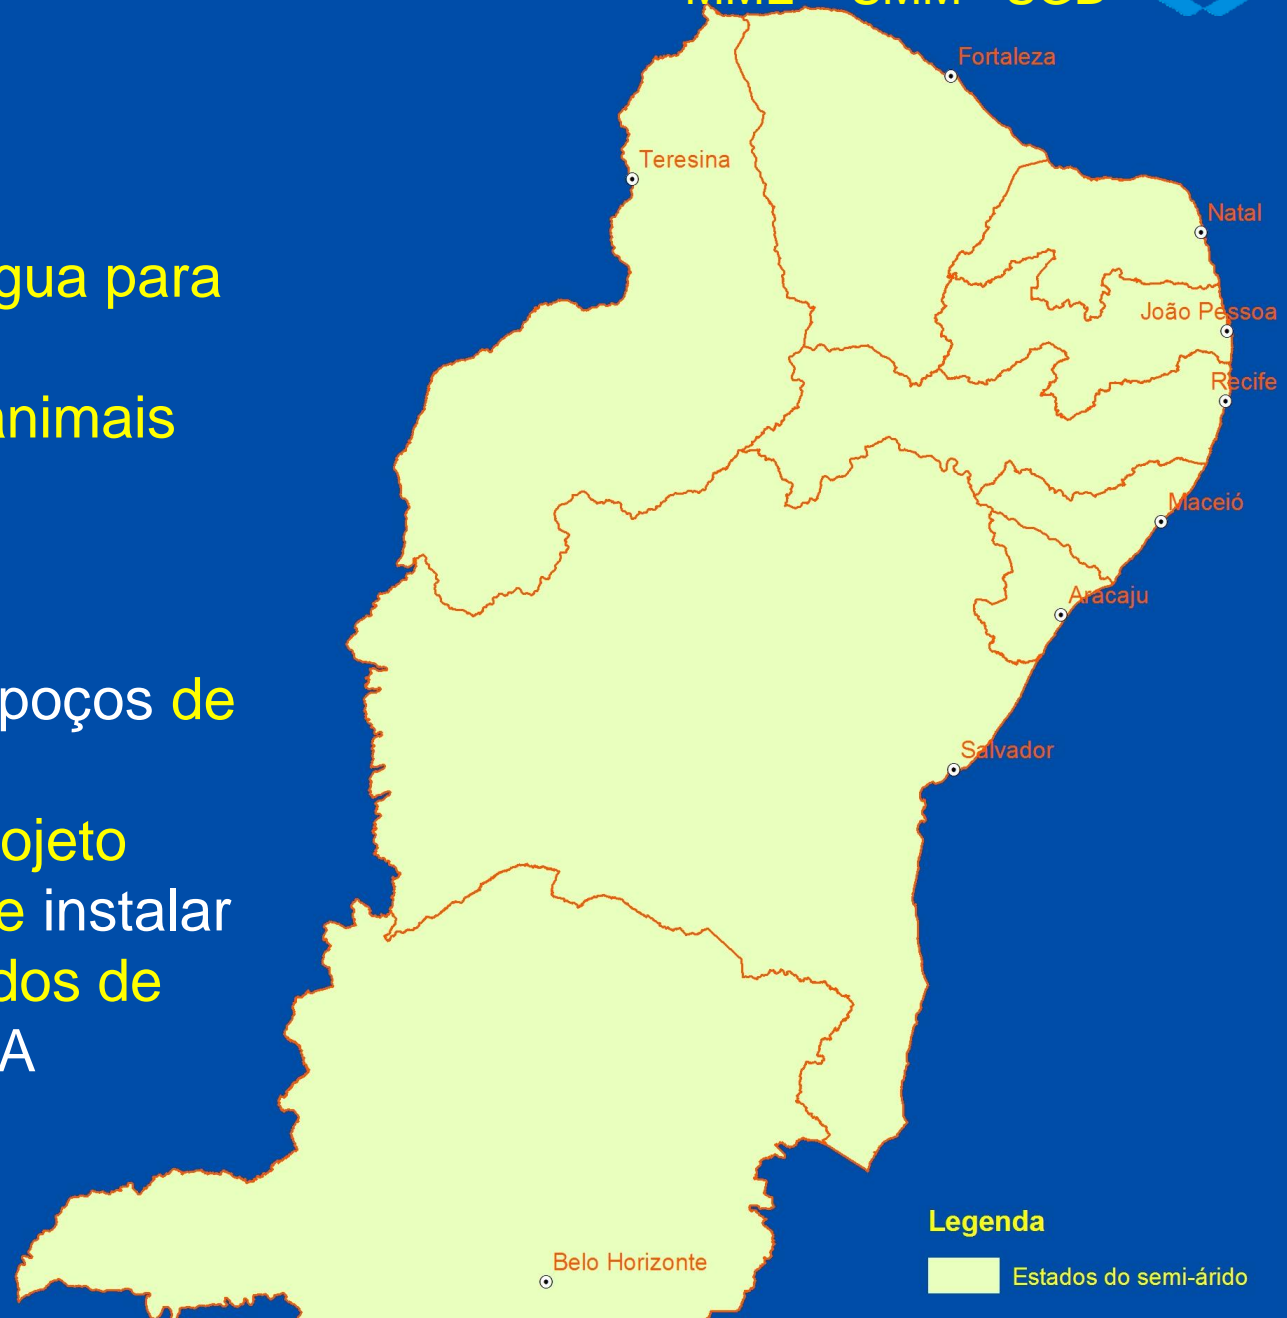 Fortaleza
Teresina
Natal
gua para
João Pessoa
Recife
animais
Maceió
Aracaju
poços de
Salvador
ojeto
e instalar
dos de
A
Legenda
Belo Horizonte
Estados do semi-árido